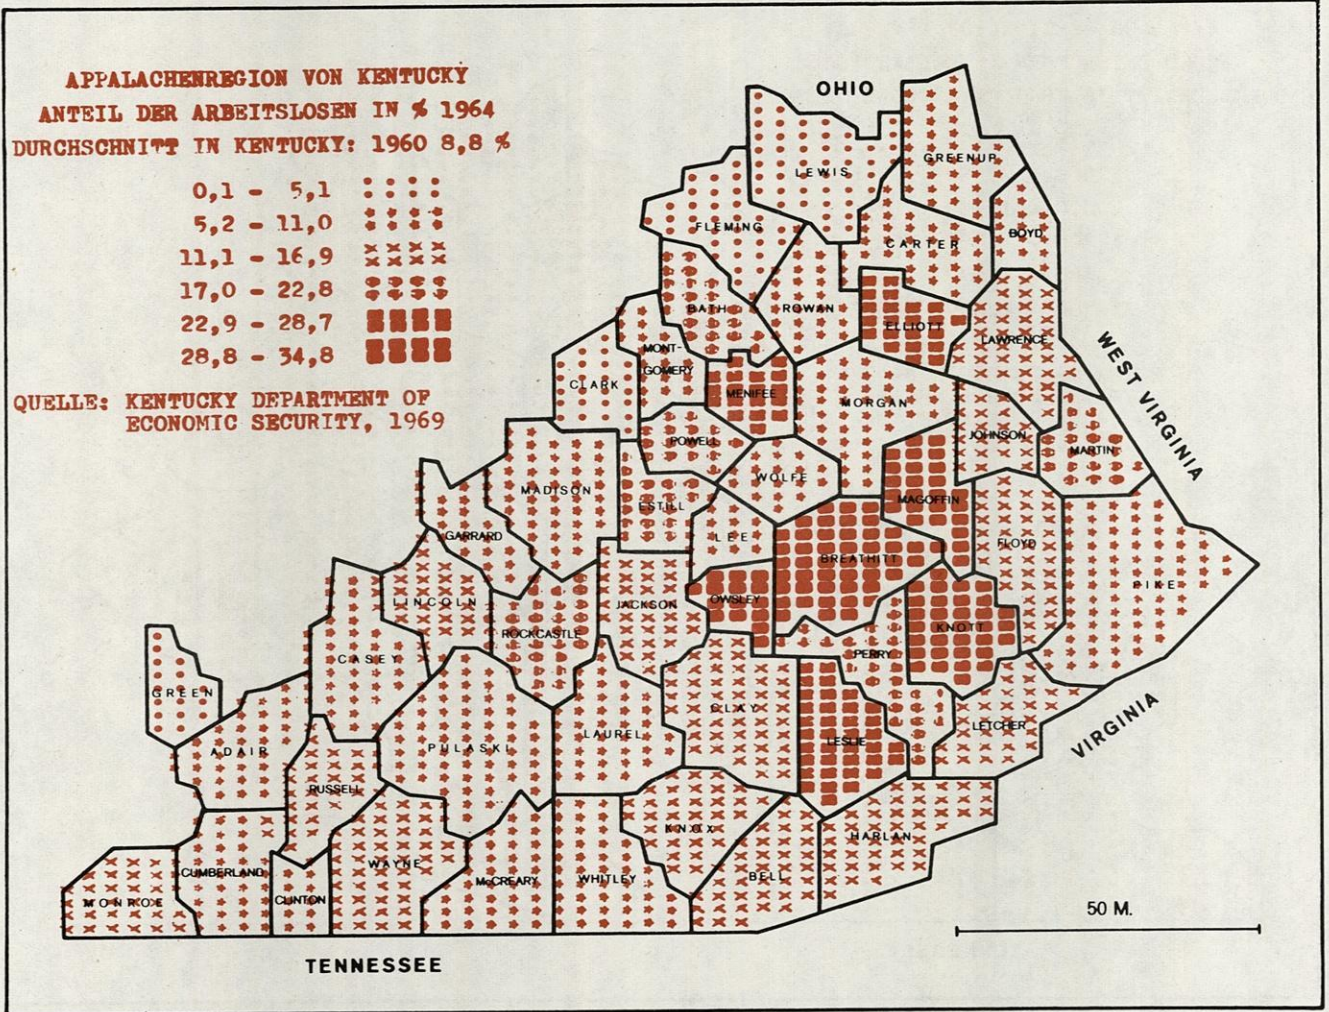 APPALACHENREGION VON KENTUCKY
ANTEIL DER ARBEITSLOSEN IN % 1964
DURCHSCHNITT IN KENTUCKY: 1960 8,8 %
0,1 - 5,1
5,2 - 11,0
11,1 - 16,9
17,0 - 22,8
22,9 - 28,7
28,8 - 34,8
QUELLE: KENTUCKY DEPARTMENT OF
ECONOMIC SECURITY, 1969
OHIO
GREENUP
LEWIS
FLEMING
BOYD
CARTER
BATH
ROWAN
ELLIOTT
LAWRENCE
WEST VIRGINIA
MONT-
GOMERY
CLARK
MENIFEE
MORGAN
JOHNSON
MARTIN
POWELL
WOLFE
MADISON
MAGOFFIN
ESTILL
GARRARD
LEE
BREATHITT
FLOYD
PIKE
LINCOLN
JACKSON
OWSLEY
ROCKCASTLE
KNOTT
CASEY
PERRY
GREEN
CLAY
LETCHER
VIRGINIA
ADAIR
PULASKI
LAUREL
LESLIE
RUSSELL
KNOX
HARLAN
WAYNE
CUMBERLAND
McCREARY
WHITLEY
BELL
MONROE
CLINTON
50 M.
TENNESSEE